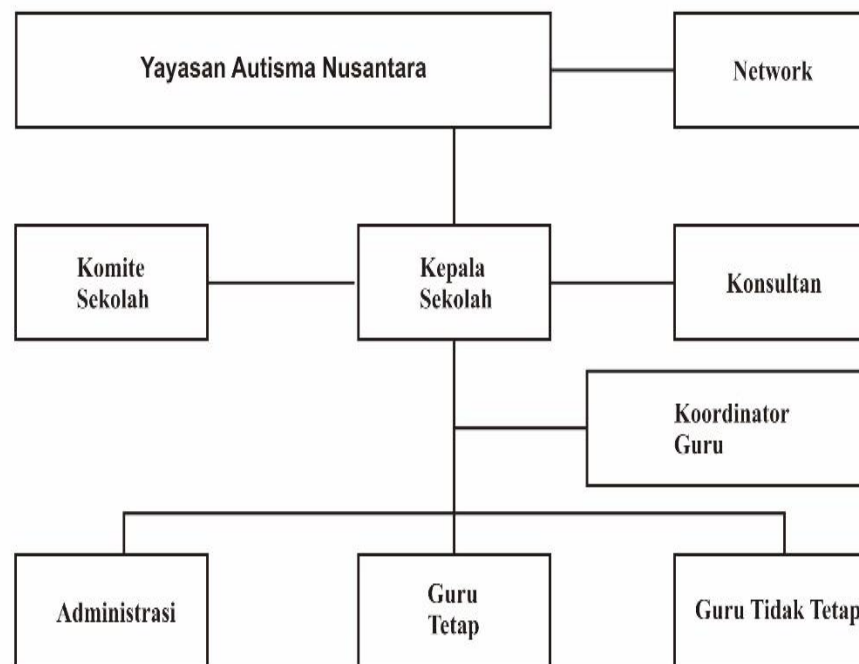 Yayasan Autisma Nusantara
Network
Komite
Sekolah
Kepala
Sekolah
Konsultan
Koordinator
Guru
Administrasi
Guru
Tetap
Guru Tidak Tetap